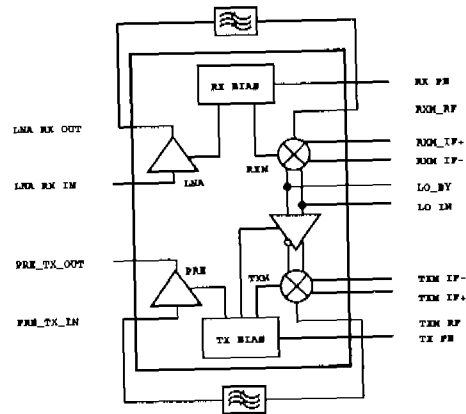 RX BIAS
RX PE
RXM_RF
LNA RX OUT
RXM_IF+
RXM
RXM IF-
LNA RX IN
LNA
LO_BY
LO IN
PRE_TX_OUT
PRE
TXM
TXM IF-
TXM IF+
PRE_TX_IN
TXM RF
TX BIAS
TX PE